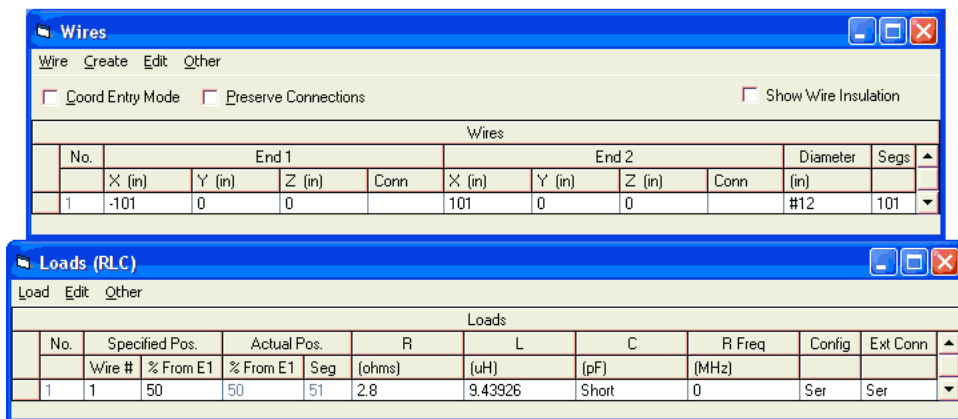 Wires
Wire Create Edit Other
Coord Entry Mode Preserve Connections Show Wire Insulation
Wires
No. End 1 End 2 Diameter Segs
X (in) Y (in) Z (in) Conn X (in) Y (in) Z (in) Conn (in)
1 -101 0 0 101 0 0 #12 101
Loads (RLC)
Load Edit Other
Loads
No. Specified Pos. Actual Pos. R L C R Freq Config Ext Conn
Wire # % From E1 % From E1 Seg (ohms) (uH) (pF) (MHz)
1 1 50 50 51 2.8 9.43926 Short 0 Ser Ser